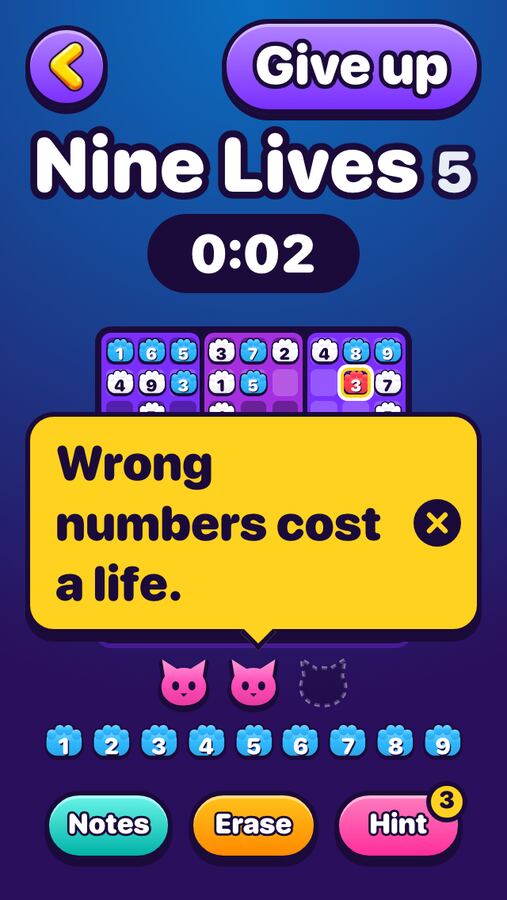 Give up
Nine Lives 5
0:02
1 6 5 3 7 2 4 8 9
4 9 3 1 5 3 7
Wrong
numbers cost
a life.
1 2 3 4 5 6 7 8 9
3
Notes Erase Hint